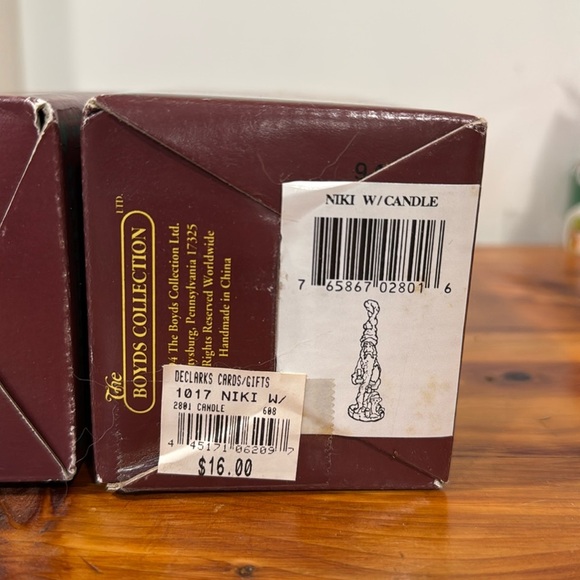 The
BOYDS COLLECTION
LTD.
4 The Boyds Collection Ltd.
ysburg, Pennsylvania 17325
Rights Reserved Worldwide
Handmade in China
NIKI W/CANDLE
7 65867 02801 6
DECLARKS CARDS/GIFTS
1017 NIKI W/
2801 CANDLE 608
4 45171 06209 7
$16.00